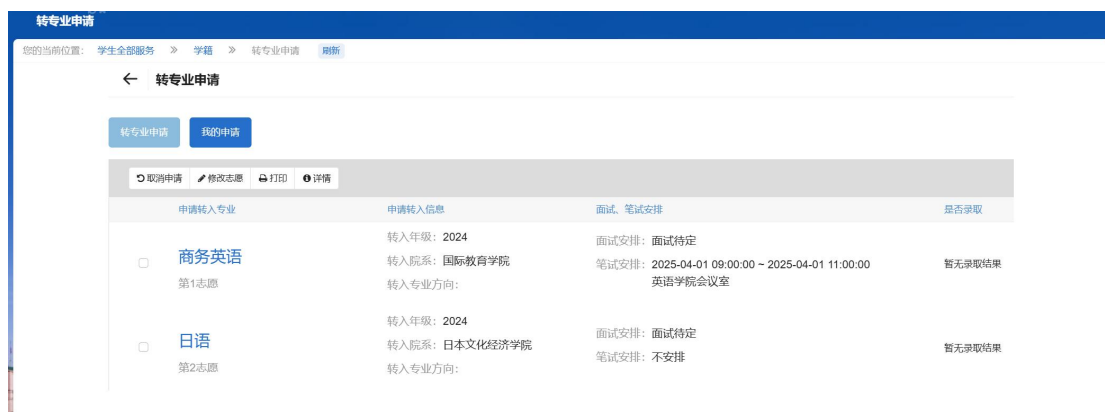 转专业申请
您的当前位置： 学生全部服务 » 学籍 » 转专业申请 刷新
← 转专业申请
转专业申请 我的申请
取消申请 修改志愿 打印 详情
申请转入专业 申请转入信息 面试、笔试安排 是否录取
商务英语
第1志愿
转入年级：2024
转入院系：国际教育学院
转入专业方向：
面试安排：面试待定
笔试安排：2025-04-01 09:00:00 ~ 2025-04-01 11:00:00
英语学院会议室
暂无录取结果
日语
第2志愿
转入年级：2024
转入院系：日本文化经济学院
转入专业方向：
面试安排：面试待定
笔试安排：不安排
暂无录取结果